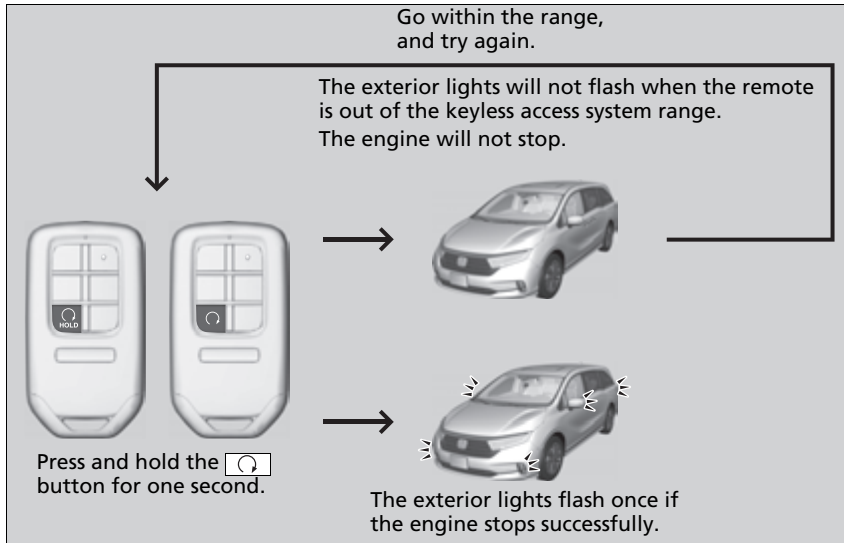 Go within the range,
and try again.
The exterior lights will not flash when the remote
is out of the keyless access system range.
The engine will not stop.
HOLD
Press and hold the
button for one second.
The exterior lights flash once if
the engine stops successfully.